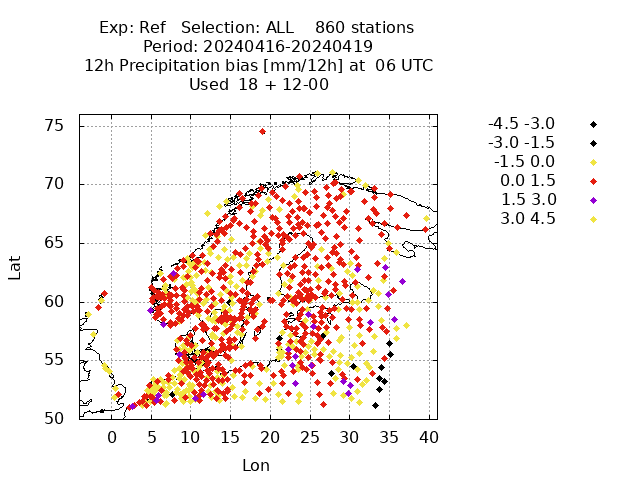 Exp: Ref   Selection: ALL    860 stations
Period: 20240416-20240419
12h Precipitation bias [mm/12h] at  06 UTC
Used  18 + 12-00
-4.5 -3.0
-3.0 -1.5
-1.5 0.0
0.0 1.5
1.5 3.0
3.0 4.5
75
70
65
60
55
50
Lat
0 5 10 15 20 25 30 35 40
Lon